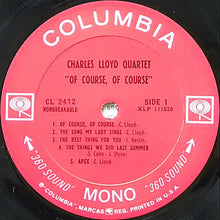 COLUMBIA
CHARLES LLOYD QUARTET
"OF COURSE, OF COURSE"
CL 2412
NONBREAKABLE
SIDE 1
XLP 111028
1. OF COURSE, OF COURSE -C. Lloyd-
2. THE SONG MY LADY SINGS -C. Lloyd-
3. THE BEST THING FOR YOU -I. Berlin-
4. THE THINGS WE DID LAST SUMMER
-S. Cahn - J. Styne-
5. APEX -C. Lloyd-
"360 SOUND" MONO "360 SOUND"
"COLUMBIA" MARCAS REG. PRINTED IN U.S.A.